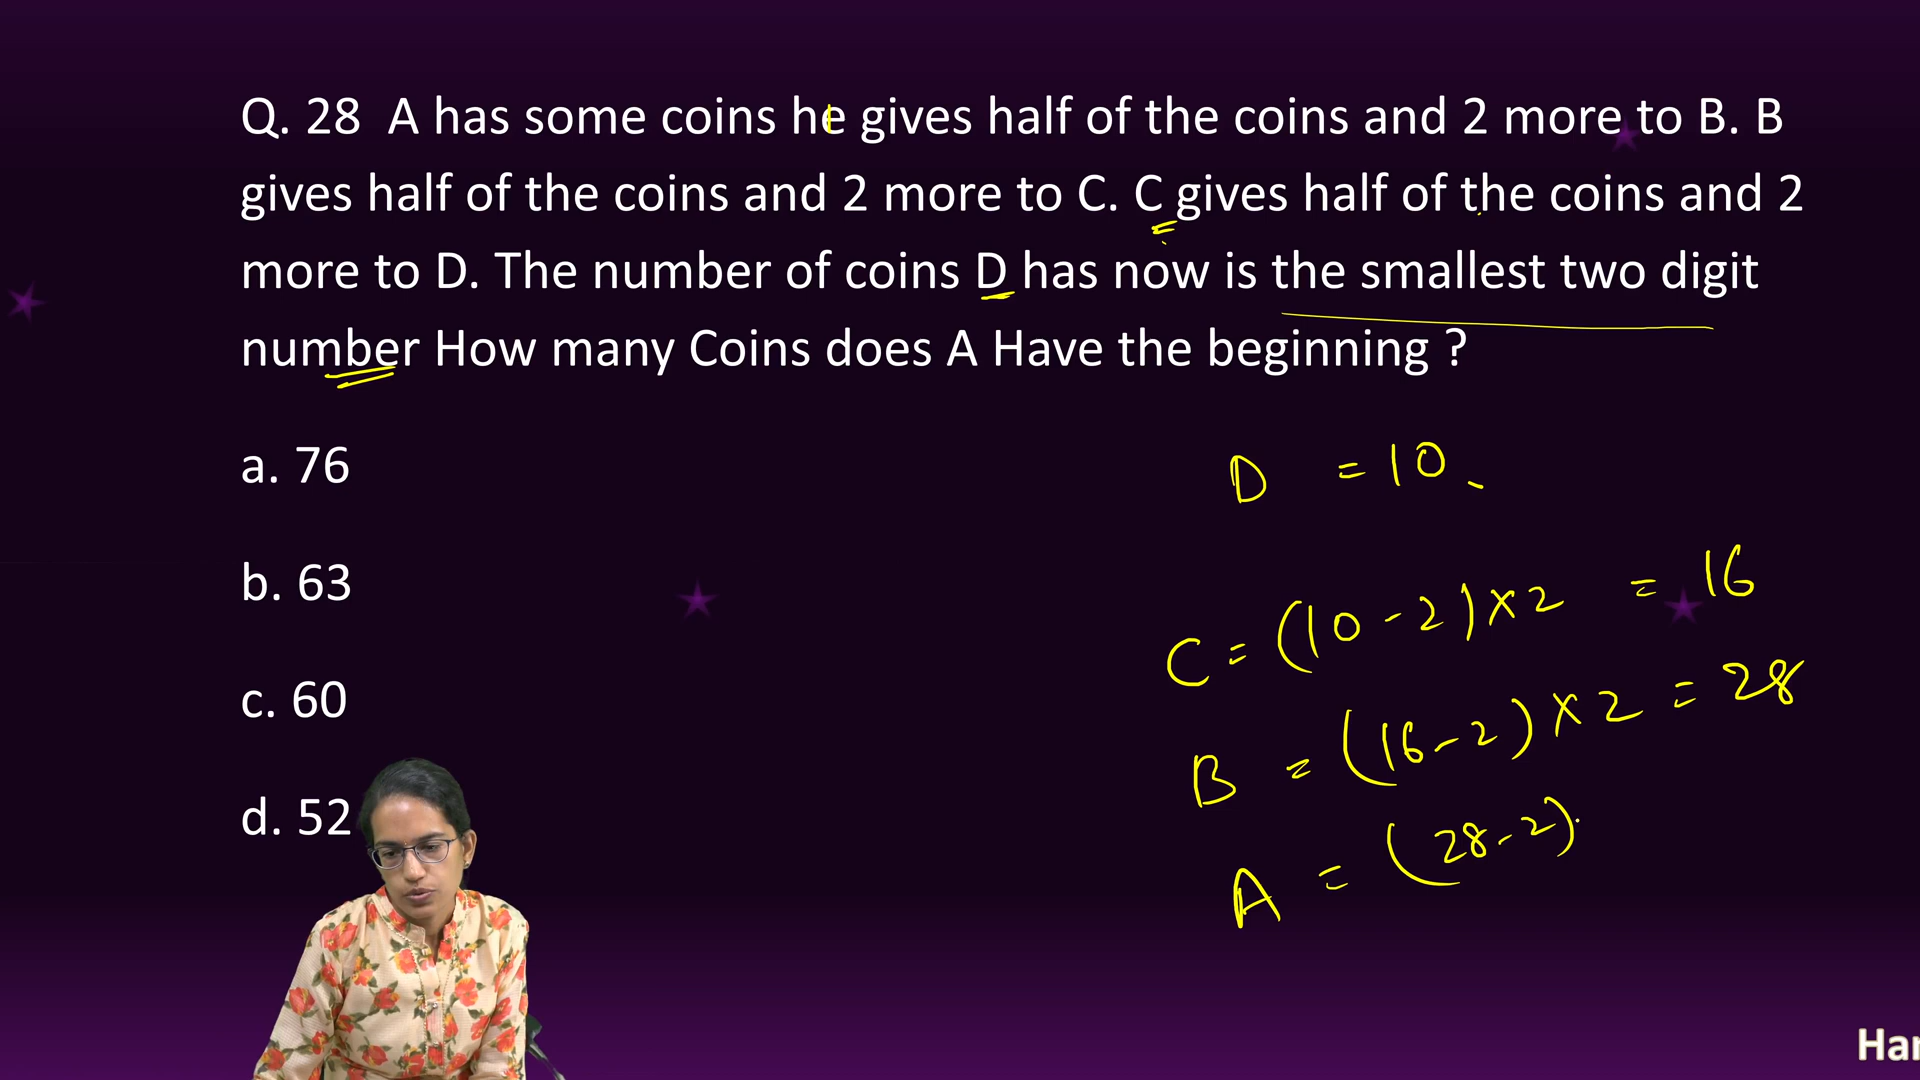 Q. 28 A has some coins he gives half of the coins and 2 more to B. B
gives half of the coins and 2 more to C. C gives half of the coins and 2
more to D. The number of coins D has now is the smallest two digit
number How many Coins does A Have the beginning ?
a. 76
b. 63
c. 60
d. 52
D = 10
C = (10 - 2) × 2 = 16
B = (16 - 2) × 2 = 28
A = (28 - 2)
Har